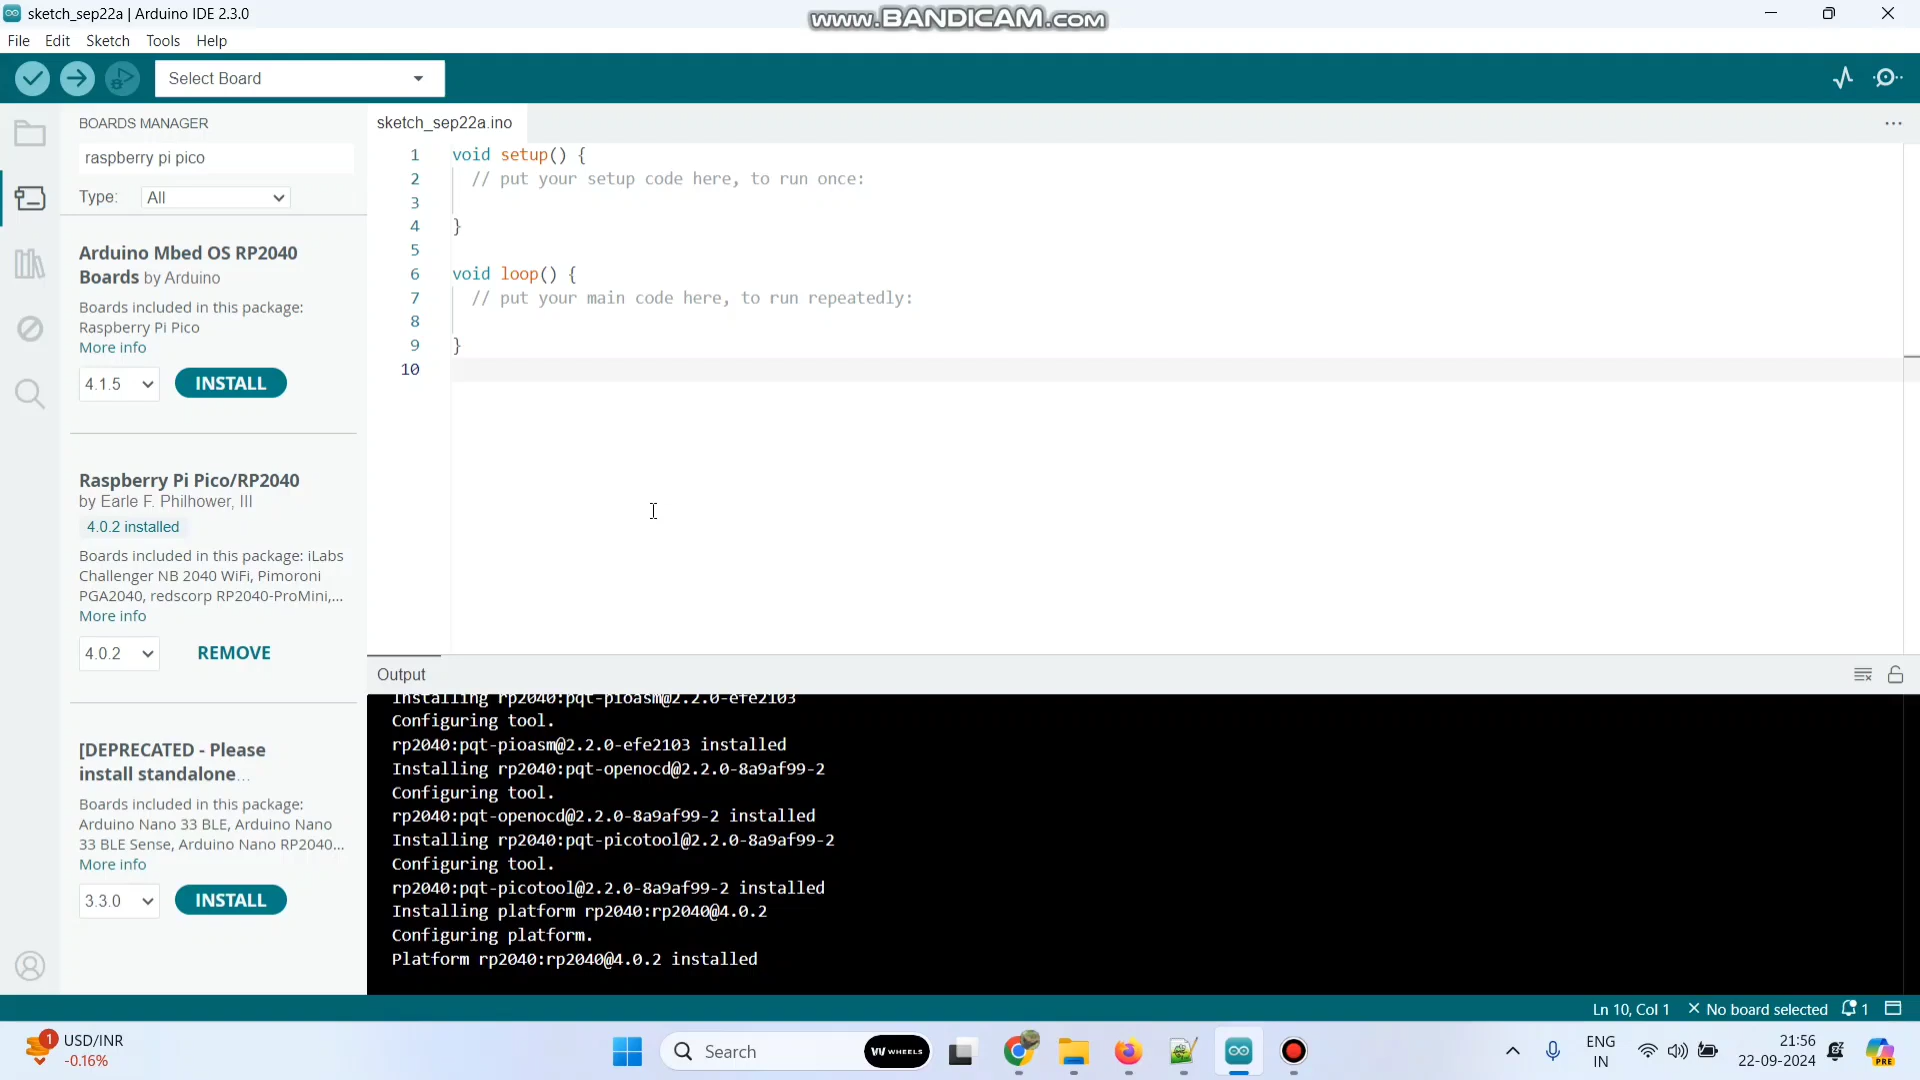 sketch_sep22a | Arduino IDE 2.3.0
www.BANDICAM.com
File Edit Sketch Tools Help
Select Board
BOARDS MANAGER
raspberry pi pico
Type: All
Arduino Mbed OS RP2040
Boards by Arduino
Boards included in this package:
Raspberry Pi Pico
More info
4.1.5 INSTALL
Raspberry Pi Pico/RP2040
by Earle F. Philhower, III
4.0.2 installed
Boards included in this package: iLabs
Challenger NB 2040 WiFi, Pimoroni
PGA2040, redscorp RP2040-ProMini,...
More info
4.0.2 REMOVE
[DEPRECATED - Please
install standalone...
Boards included in this package:
Arduino Nano 33 BLE, Arduino Nano
33 BLE Sense, Arduino Nano RP2040...
More info
3.3.0 INSTALL
sketch_sep22a.ino
1 void setup() {
2 // put your setup code here, to run once:
3
4 }
5
6 void loop() {
7 // put your main code here, to run repeatedly:
8
9 }
10
Output
Installing rp2040:pqt-pioasm@2.2.0-efe2103
Configuring tool.
rp2040:pqt-pioasm@2.2.0-efe2103 installed
Installing rp2040:pqt-openocd@2.2.0-8a9af99-2
Configuring tool.
rp2040:pqt-openocd@2.2.0-8a9af99-2 installed
Installing rp2040:pqt-picotool@2.2.0-8a9af99-2
Configuring tool.
rp2040:pqt-picotool@2.2.0-8a9af99-2 installed
Installing platform rp2040:rp2040@4.0.2
Configuring platform.
Platform rp2040:rp2040@4.0.2 installed
Ln 10, Col 1 No board selected 1
1 USD/INR
-0.16%
Search
WHEELS
PRE
ENG
IN
21:56
22-09-2024